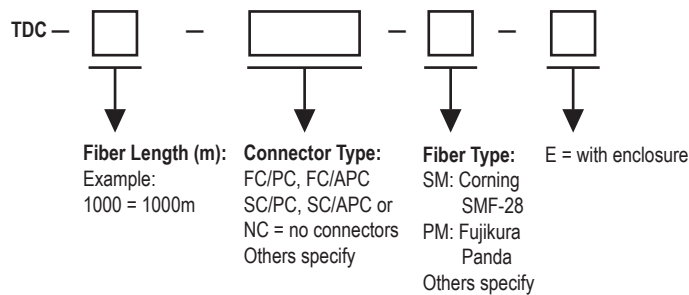 TDC — — — —
Fiber Length (m):
Example:
1000 = 1000m
Connector Type:
FC/PC, FC/APC
SC/PC, SC/APC or
NC = no connectors
Others specify
Fiber Type:
SM: Corning
SMF-28
PM: Fujikura
Panda
Others specify
E = with enclosure